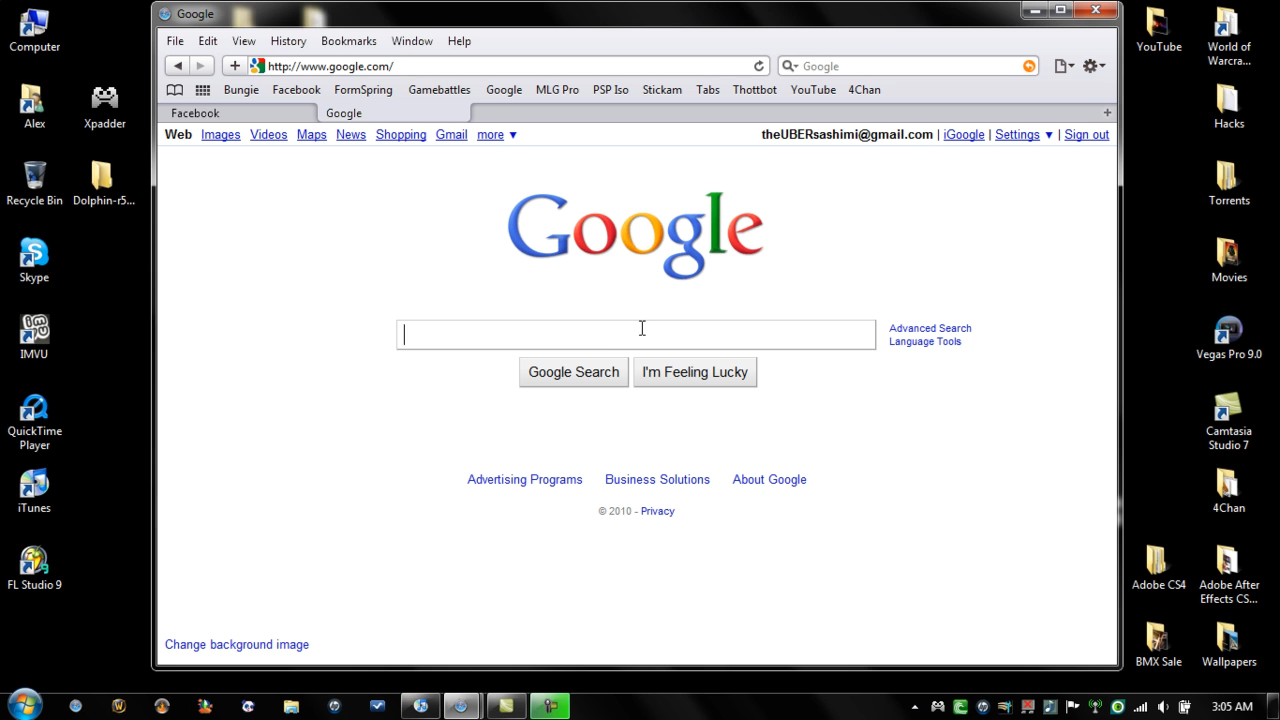 Google
File Edit View History Bookmarks Window Help
http://www.google.com/
Google
Bungie Facebook FormSpring Gamebattles Google MLG Pro PSP Iso Stickam Tabs Thottbot YouTube 4Chan
Facebook Google
Web Images Videos Maps News Shopping Gmail more ▼
theUBERsashimi@gmail.com | iGoogle | Settings ▼ | Sign out
Google
Advanced Search
Language Tools
Google Search I'm Feeling Lucky
Advertising Programs Business Solutions About Google
© 2010 - Privacy
Change background image
Computer
Alex
Xpadder
Recycle Bin
Dolphin-r5...
Skype
IMVU
QuickTime
Player
iTunes
FL Studio 9
YouTube
World of
Warcra...
Hacks
Torrents
Movies
Vegas Pro 9.0
Camtasia
Studio 7
4Chan
Adobe CS4
Adobe After
Effects CS...
BMX Sale
Wallpapers
3:05 AM